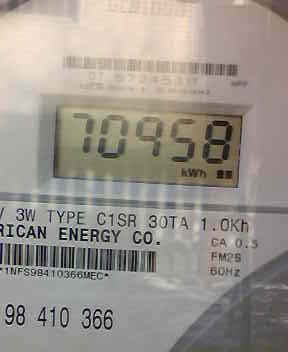 70958
kWh
/ 3W TYPE C1SR 30TA 1.0Kh
RICAN ENERGY CO.
CA 0.5
FM2S
60Hz
*1NFS98410366MEC*
98 410 366